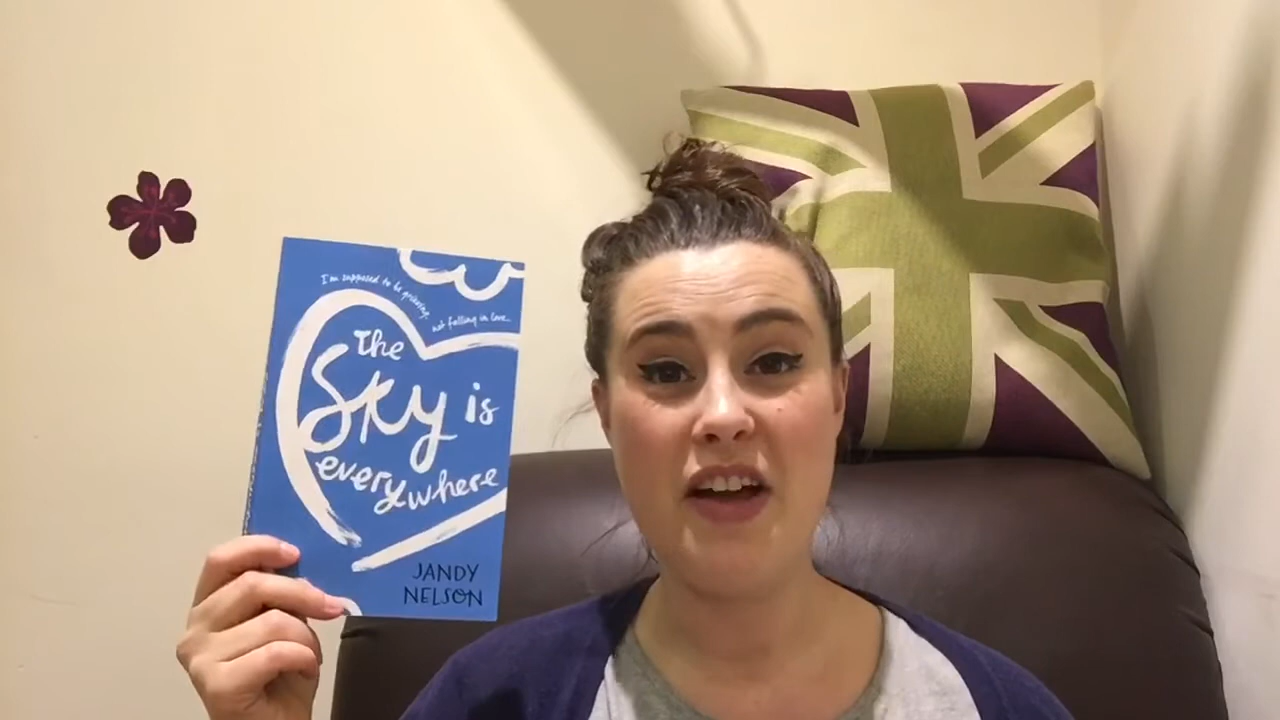 I'm supposed to be grieving,
not falling in love...
The
Sky is
everywhere
JANDY
NELSON